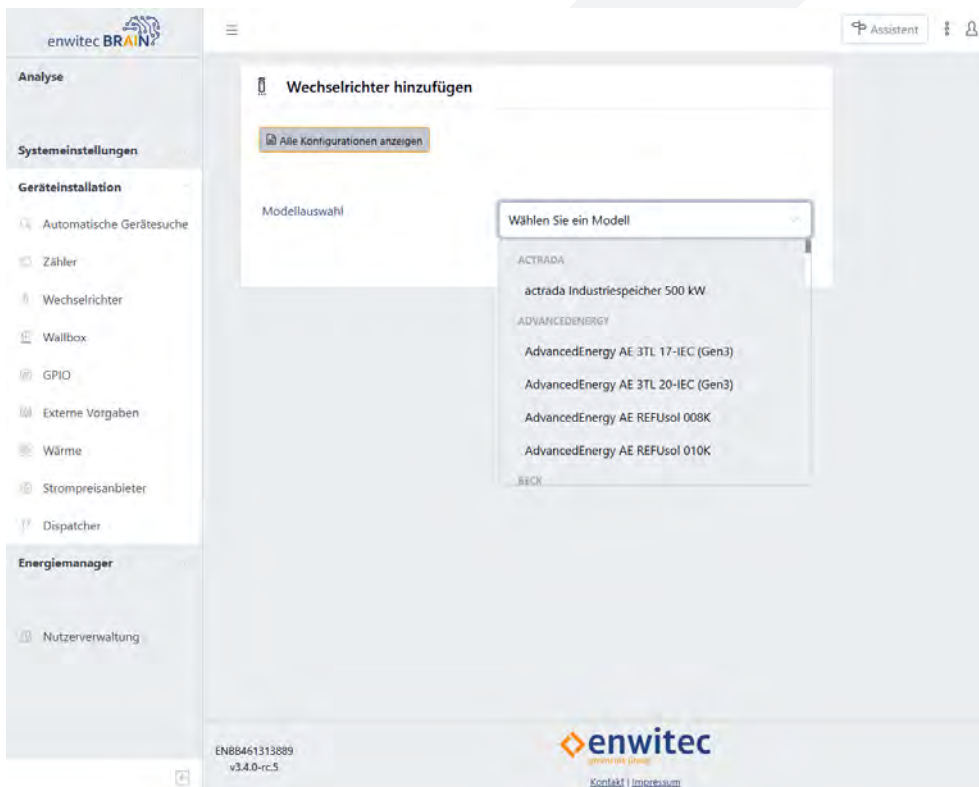 enwitec BRAIN
Analyse
Systemeinstellungen
Geräteinstallation
Automatische Gerätesuche
Zähler
Wechselrichter
Wallbox
GPIO
Externe Vorgaben
Wärme
Strompreisanbieter
Dispatcher
Energiemanager
Nutzerverwaltung
Assistent
Wechselrichter hinzufügen
Alle Konfigurationen anzeigen
Modellauswahl
Wählen Sie ein Modell
ACTRADA
actrada Industriespeicher 500 kW
ADVANCEDENERGY
AdvancedEnergy AE 3TL 17-IEC (Gen3)
AdvancedEnergy AE 3TL 20-IEC (Gen3)
AdvancedEnergy AE REFUsol 008K
AdvancedEnergy AE REFUsol 010K
BECK
ENBB461313889
v3.4.0-rc.5
enwitec
Kontakt | Impressum